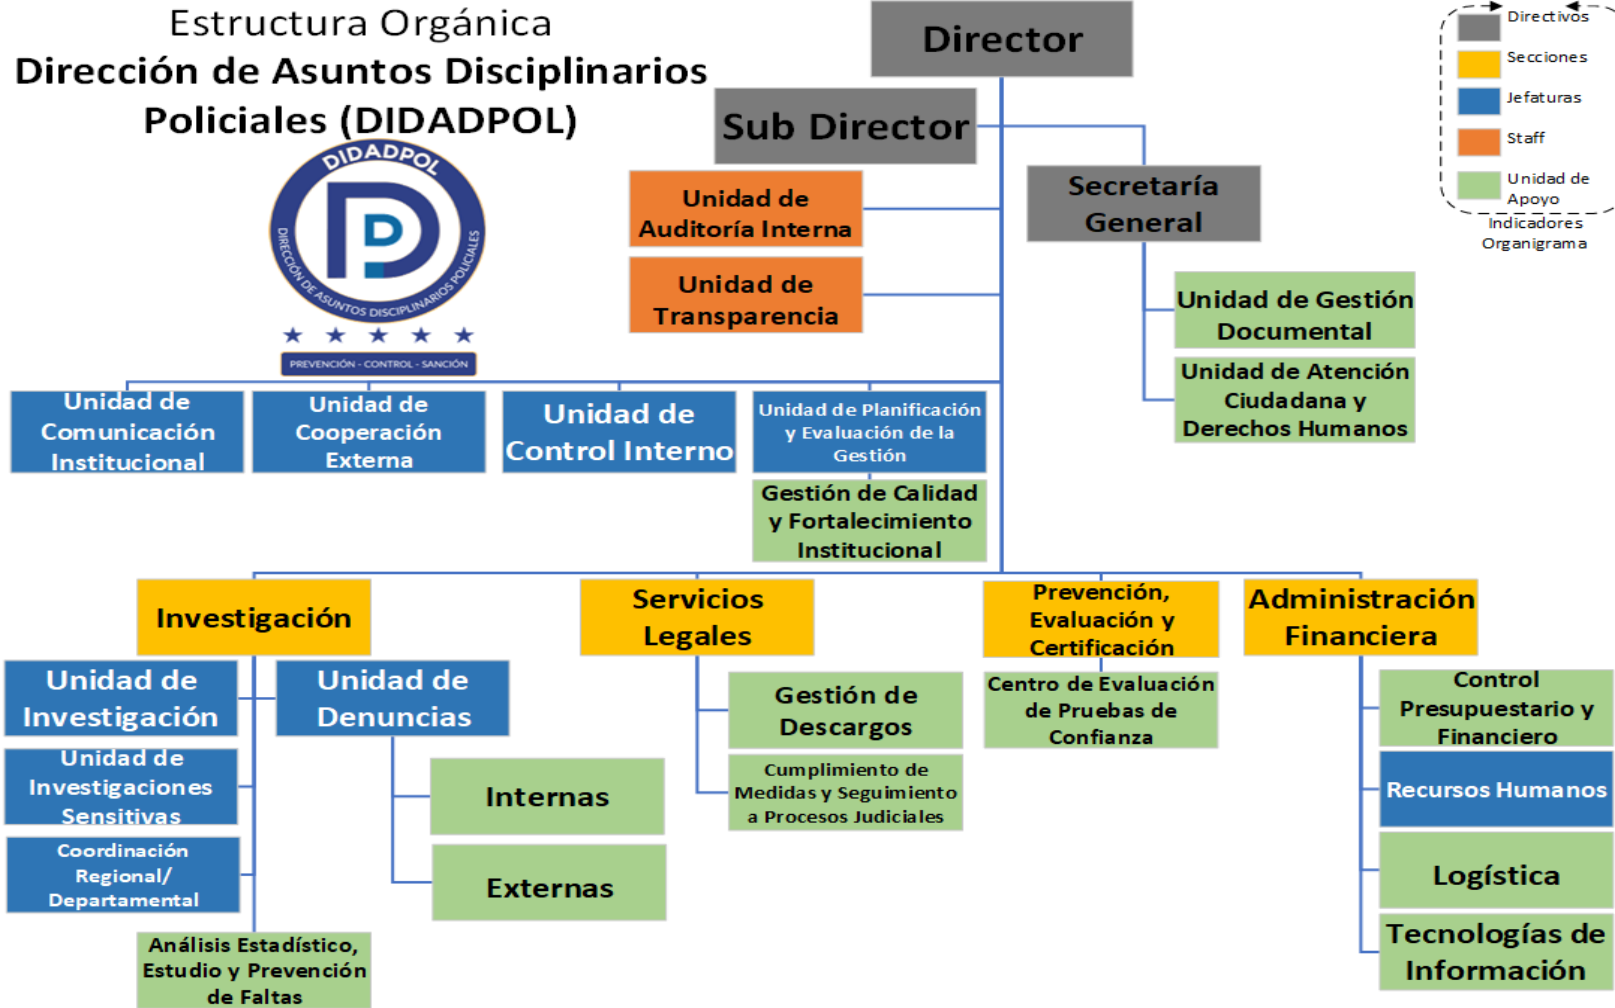 Estructura Orgánica
Dirección de Asuntos Disciplinarios
Policiales (DIDADPOL)
DIDADPOL
DIRECCIÓN DE ASUNTOS DISCIPLINARIOS POLICIALES
PREVENCIÓN - CONTROL - SANCIÓN
Director
Sub Director
Secretaría
General
Unidad de
Auditoría Interna
Unidad de
Transparencia
Unidad de Gestión
Documental
Unidad de Atención
Ciudadana y
Derechos Humanos
Directivos
Secciones
Jefaturas
Staff
Unidad de
Apoyo
Indicadores
Organigrama
Unidad de
Comunicación
Institucional
Unidad de
Cooperación
Externa
Unidad de
Control Interno
Unidad de Planificación
y Evaluación de la
Gestión
Gestión de Calidad
y Fortalecimiento
Institucional
Investigación
Servicios
Legales
Prevención,
Evaluación y
Certificación
Administración
Financiera
Unidad de
Investigación
Unidad de
Denuncias
Unidad de
Investigaciones
Sensitivas
Coordinación
Regional/
Departamental
Internas
Externas
Análisis Estadístico,
Estudio y Prevención
de Faltas
Gestión de
Descargos
Cumplimiento de
Medidas y Seguimiento
a Procesos Judiciales
Centro de Evaluación
de Pruebas de
Confianza
Control
Presupuestario y
Financiero
Recursos Humanos
Logística
Tecnologías de
Información